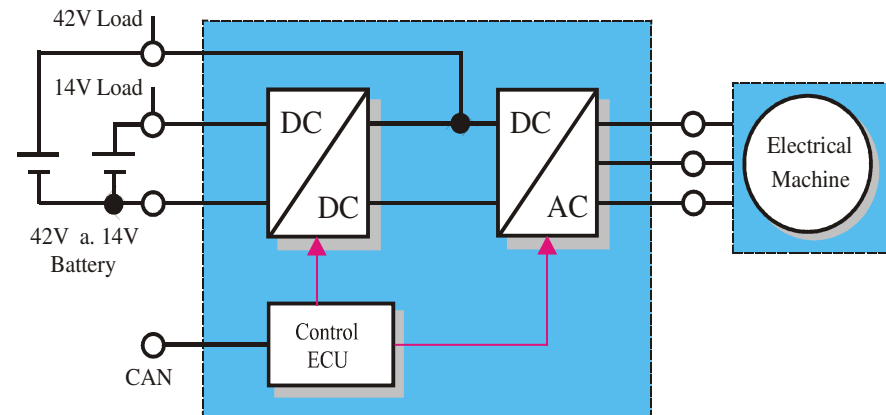 42V Load
14V Load
DC
DC
DC
AC
Electrical
Machine
42V a. 14V
Battery
Control
ECU
CAN